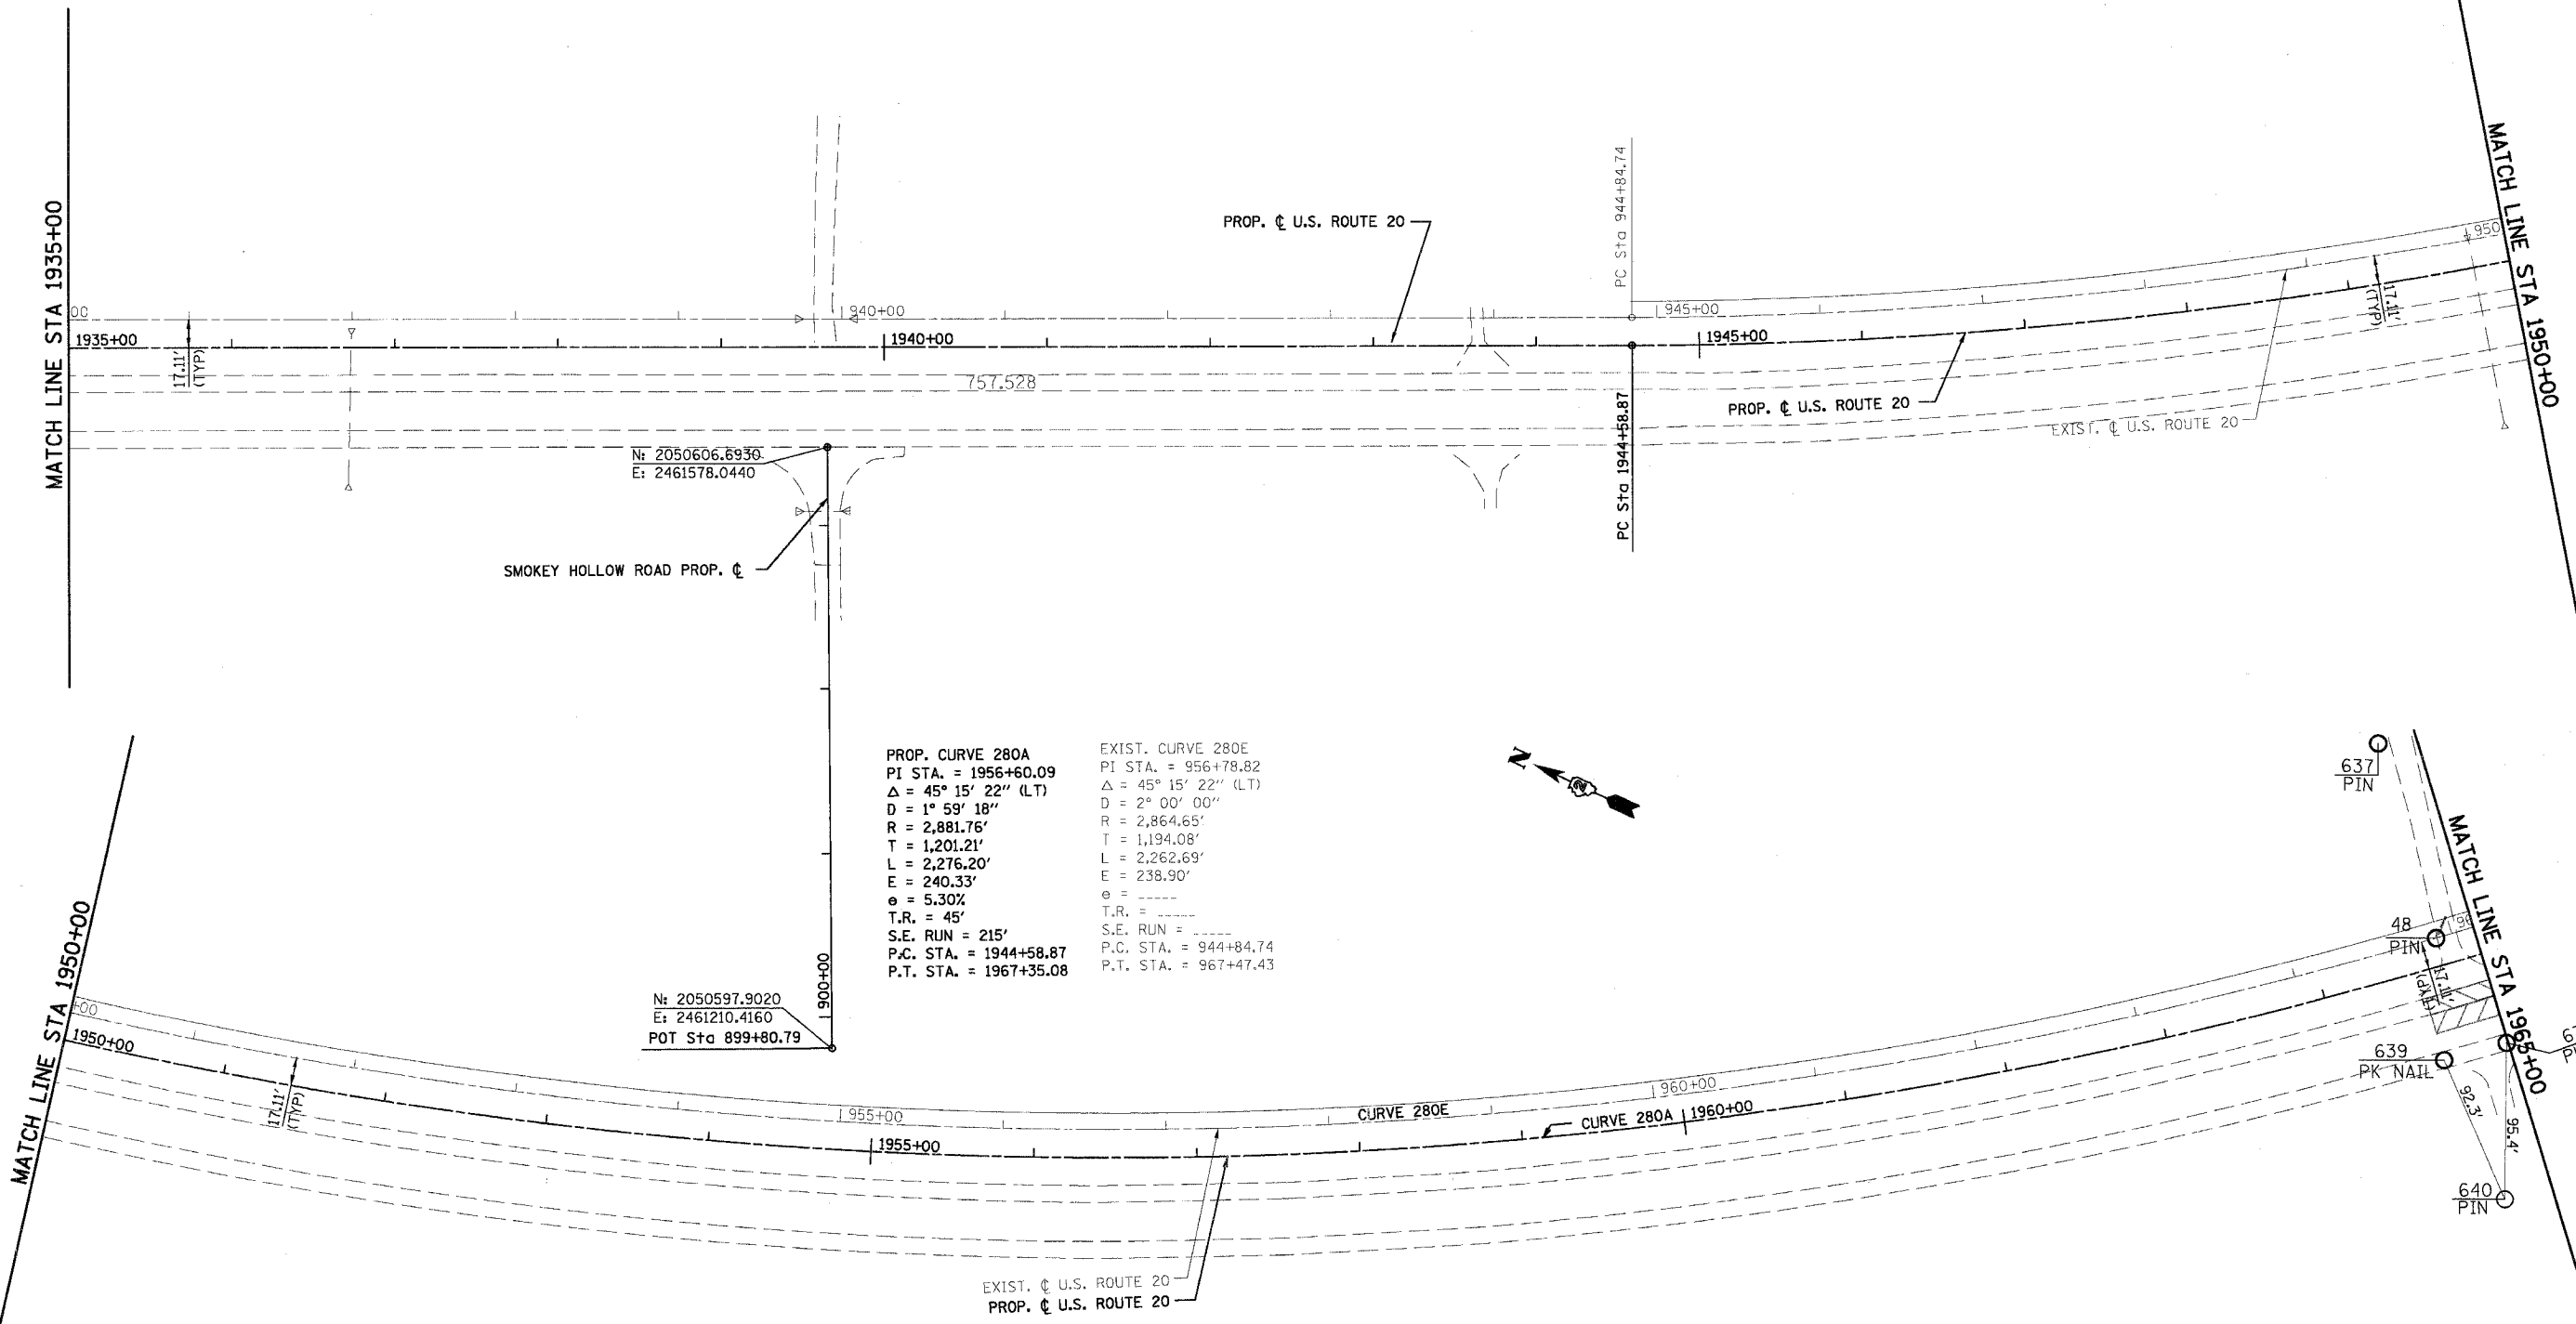 MATCH LINE STA 1935+00
00
1935+00
17.11'
(TYP)
940+00
1940+00
757.528
PROP. ℄ U.S. ROUTE 20
PC Sta 944+84.74
945+00
1945+00
PC Sta 1944+58.87
PROP. ℄ U.S. ROUTE 20
EXIST. ℄ U.S. ROUTE 20
17.11'
(TYP)
950
MATCH LINE STA 1950+00
N: 2050606.6930
E: 2461578.0440
SMOKEY HOLLOW ROAD PROP. ℄
PROP. CURVE 280A
PI STA. = 1956+60.09
Δ = 45° 15' 22" (LT)
D = 1° 59' 18"
R = 2,881.76'
T = 1,201.21'
L = 2,276.20'
E = 240.33'
e = 5.30%
T.R. = 45'
S.E. RUN = 215'
P.C. STA. = 1944+58.87
P.T. STA. = 1967+35.08
EXIST. CURVE 280E
PI STA. = 956+78.82
Δ = 45° 15' 22" (LT)
D = 2° 00' 00"
R = 2,864.65'
T = 1,194.08'
L = 2,262.69'
E = 238.90'
e = -----
T.R. = -----
S.E. RUN = -----
P.C. STA. = 944+84.74
P.T. STA. = 967+47.43
N
900+00
N: 2050597.9020
E: 2461210.4160
POT Sta 899+80.79
MATCH LINE STA 1950+00
+00
1950+00
17.11'
(TYP)
955+00
1955+00
CURVE 280E
960+00
CURVE 280A
1960+00
EXIST. ℄ U.S. ROUTE 20
PROP. ℄ U.S. ROUTE 20
637
PIN
48
PIN
96
17.11'
(TYP)
MATCH LINE STA 1965+00
639
PK NAIL
92.3'
95.4'
640
PIN